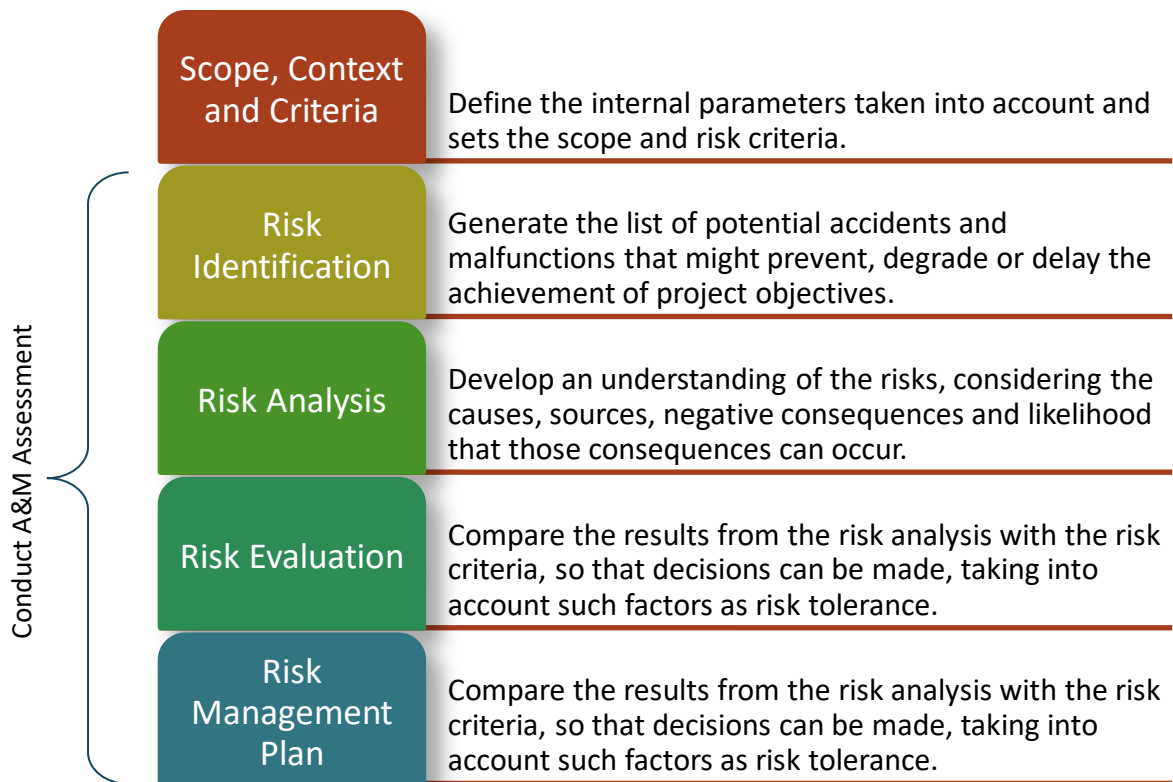 Scope, Context
and Criteria
Define the internal parameters taken into account and
sets the scope and risk criteria.
Conduct A&M Assessment
Risk
Identification
Generate the list of potential accidents and
malfunctions that might prevent, degrade or delay the
achievement of project objectives.
Risk Analysis
Develop an understanding of the risks, considering the
causes, sources, negative consequences and likelihood
that those consequences can occur.
Risk Evaluation
Compare the results from the risk analysis with the risk
criteria, so that decisions can be made, taking into
account such factors as risk tolerance.
Risk
Management
Plan
Compare the results from the risk analysis with the risk
criteria, so that decisions can be made, taking into
account such factors as risk tolerance.